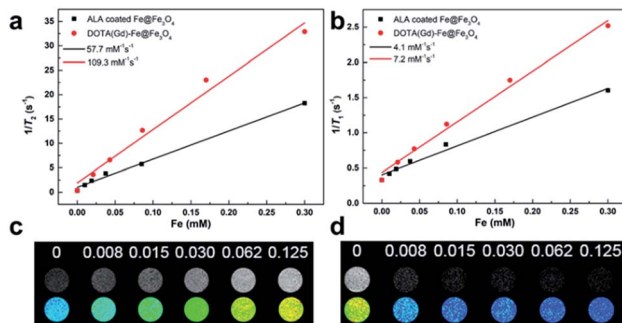 a
ALA coated Fe@Fe₃O₄
DOTA(Gd)-Fe@Fe₃O₄
57.7 mM⁻¹s⁻¹
109.3 mM⁻¹s⁻¹
1/T₂ (s⁻¹)
35
30
25
20
15
10
5
0
0.00 0.05 0.10 0.15 0.20 0.25 0.30
Fe (mM)
b
ALA coated Fe@Fe₃O₄
DOTA(Gd)-Fe@Fe₃O₄
4.1 mM⁻¹s⁻¹
7.2 mM⁻¹s⁻¹
1/T₁ (s⁻¹)
2.5
2.0
1.5
1.0
0.5
0.0
0.00 0.05 0.10 0.15 0.20 0.25 0.30
Fe (mM)
c
0 0.008 0.015 0.030 0.062 0.125
d
0 0.008 0.015 0.030 0.062 0.125